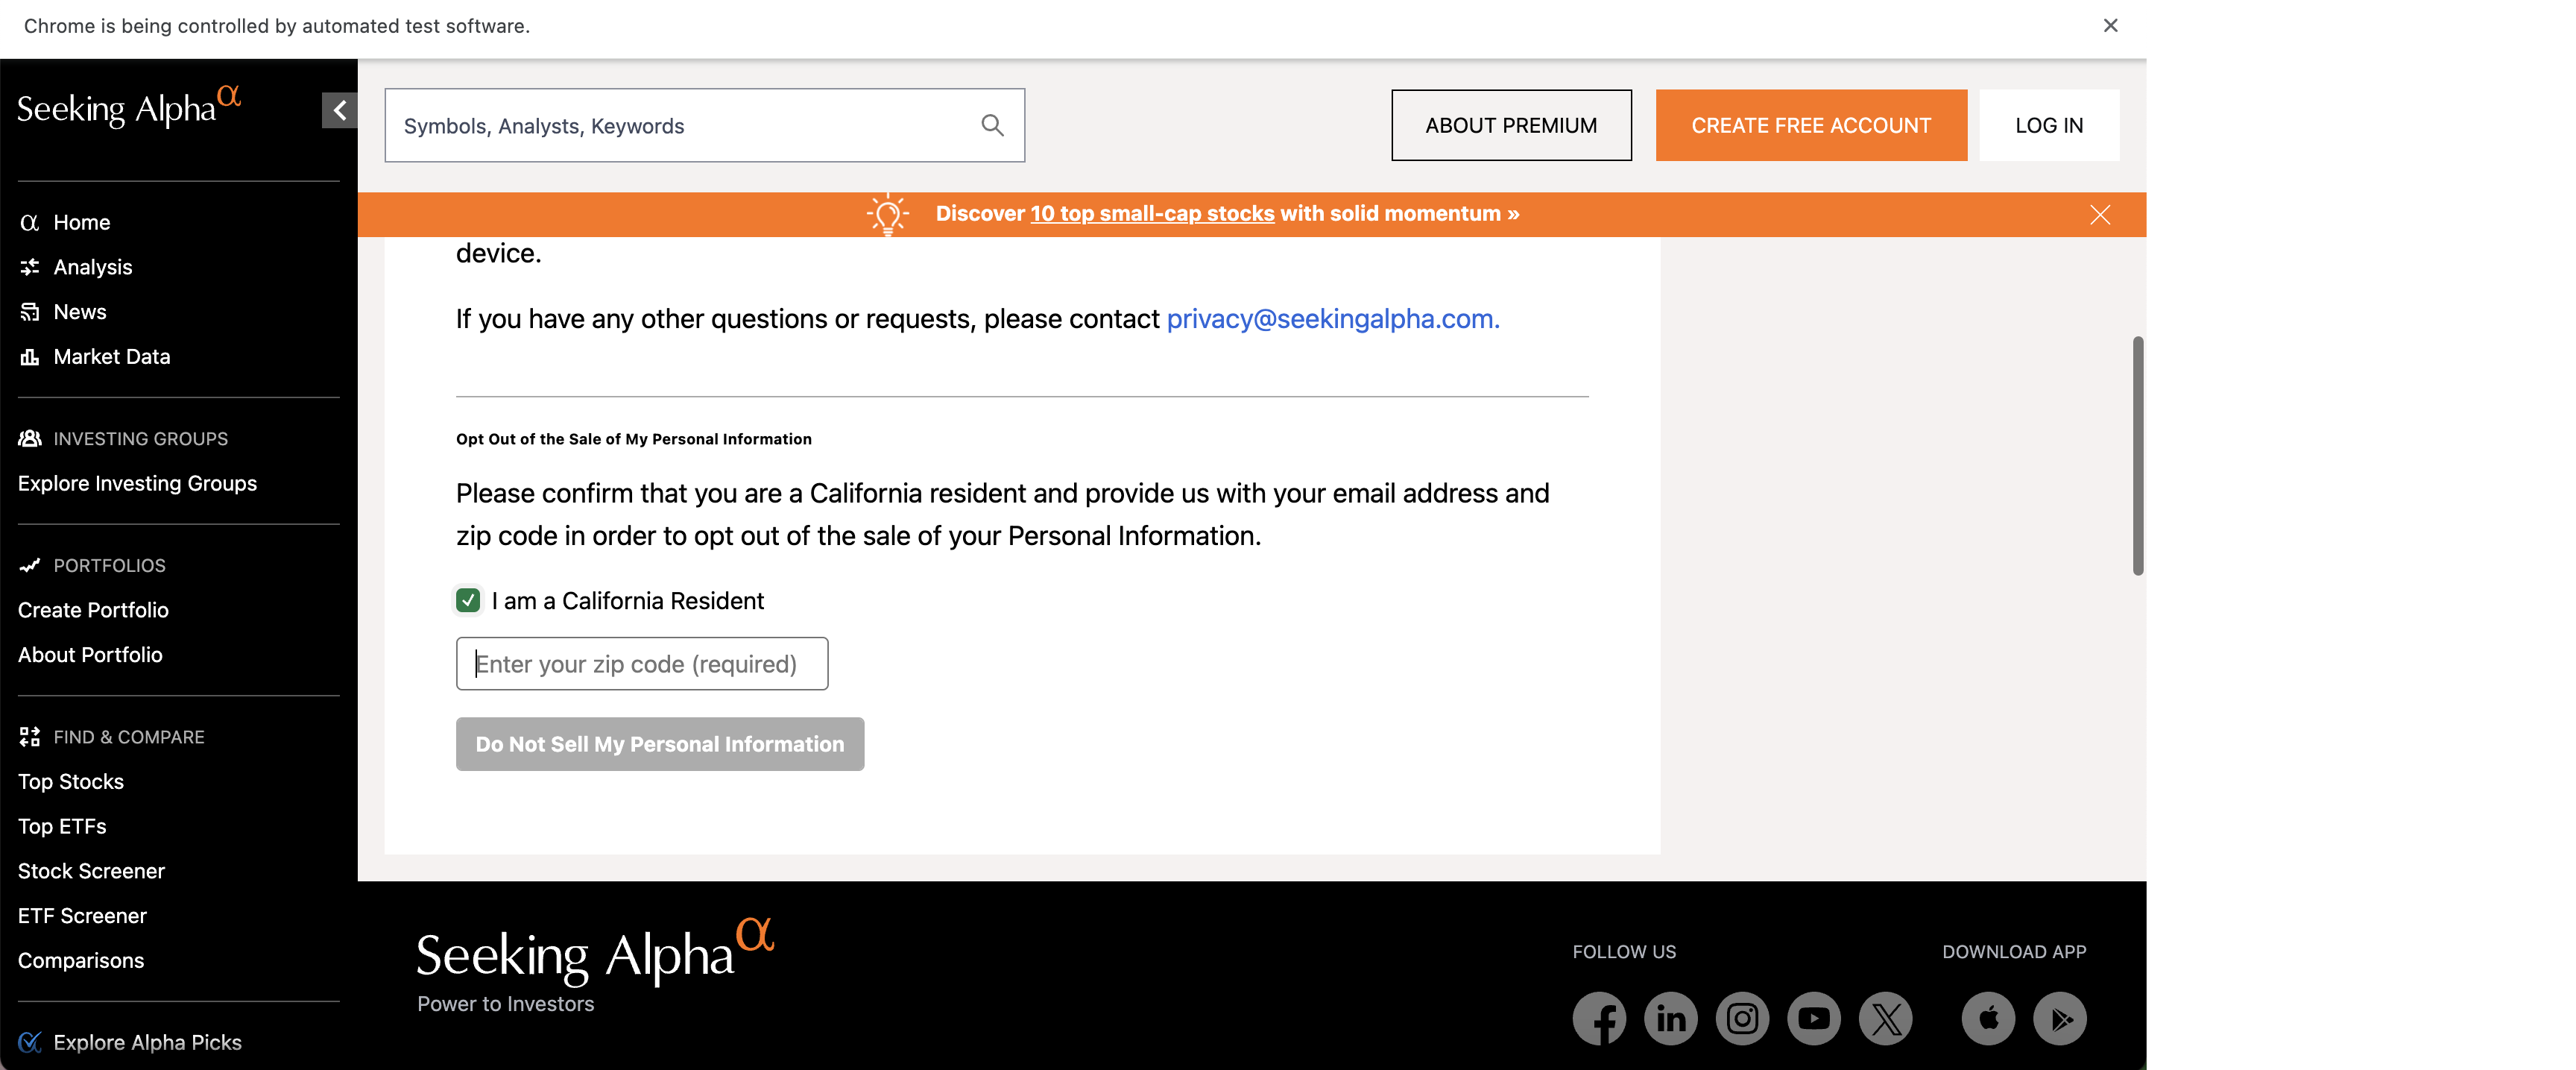 Chrome is being controlled by automated test software.
Seeking Alpha α
Symbols, Analysts, Keywords
ABOUT PREMIUM
CREATE FREE ACCOUNT
LOG IN
Discover 10 top small-cap stocks with solid momentum »
Home
Analysis
News
Market Data
INVESTING GROUPS
Explore Investing Groups
PORTFOLIOS
Create Portfolio
About Portfolio
FIND & COMPARE
Top Stocks
Top ETFs
Stock Screener
ETF Screener
Comparisons
Explore Alpha Picks
device.
If you have any other questions or requests, please contact privacy@seekingalpha.com.
Opt Out of the Sale of My Personal Information
Please confirm that you are a California resident and provide us with your email address and
zip code in order to opt out of the sale of your Personal Information.
I am a California Resident
Enter your zip code (required)
Do Not Sell My Personal Information
Seeking Alpha α
Power to Investors
FOLLOW US
DOWNLOAD APP